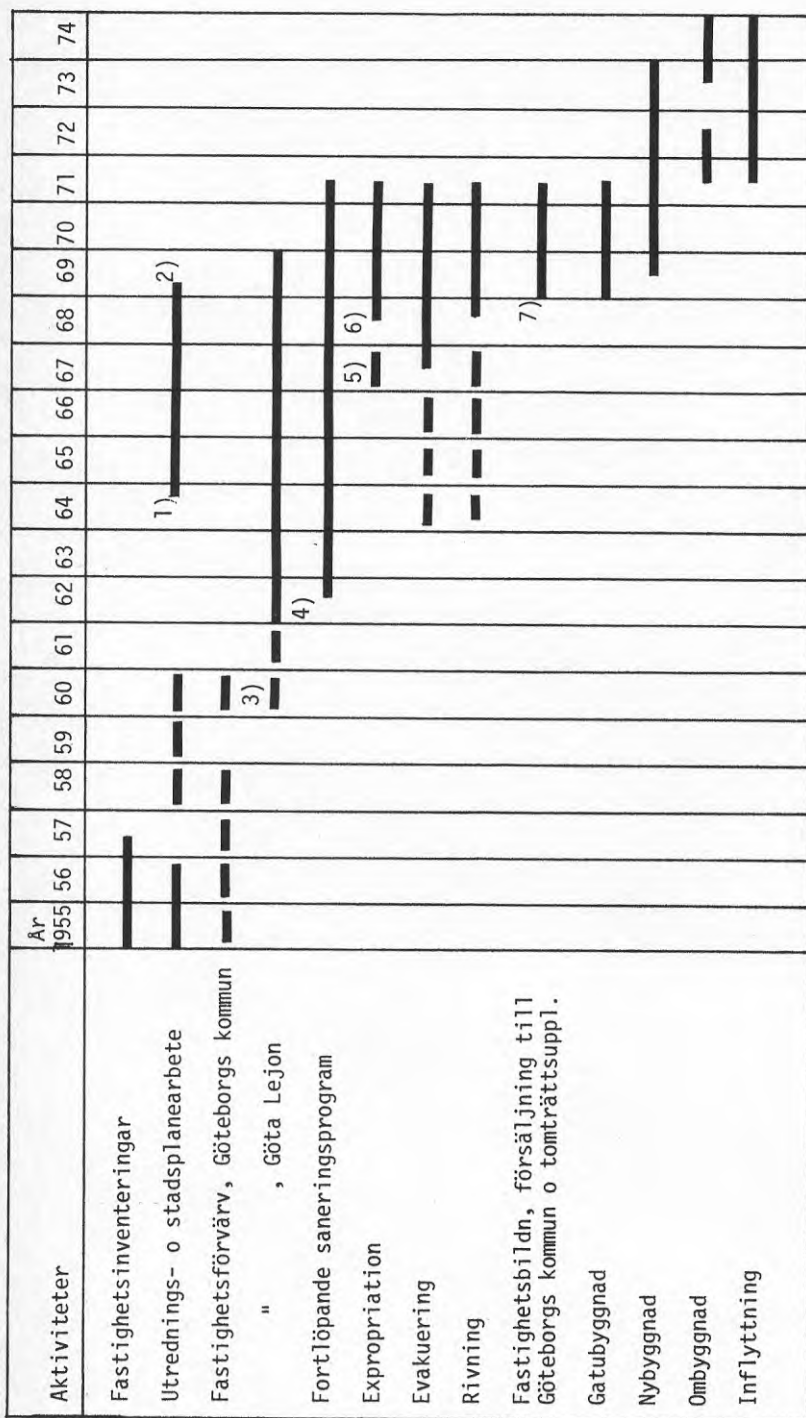 Aktiviteter
År
1955 56 57 58 59 60 61 62 63 64 65 66 67 68 69 70 71 72 73 74
Fastighetsinventeringar
Utrednings- o stadsplanearbete 1) 2)
Fastighetsförvärv, Göteborgs kommun
" , Göta Lejon 3)
Fortlöpande saneringsprogram 4)
Expropriation 5) 6)
Evakuering
Rivning
Fastighetsbildn, försäljning till
Göteborgs kommun o tomträttsuppl. 7)
Gatubyggnad
Nybyggnad
Ombyggnad
Inflyttning